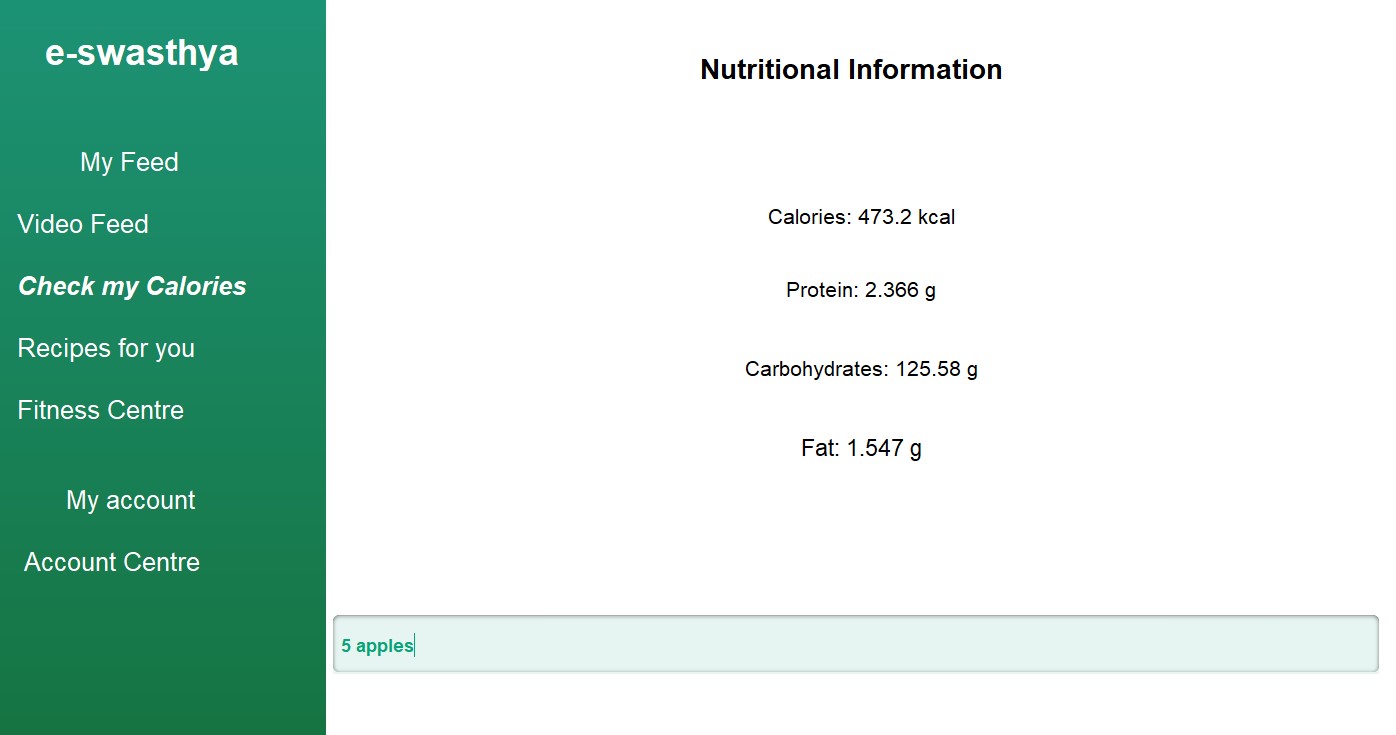 e-swasthya
My Feed
Video Feed
Check my Calories
Recipes for you
Fitness Centre
My account
Account Centre
Nutritional Information
Calories: 473.2 kcal
Protein: 2.366 g
Carbohydrates: 125.58 g
Fat: 1.547 g
5 apples